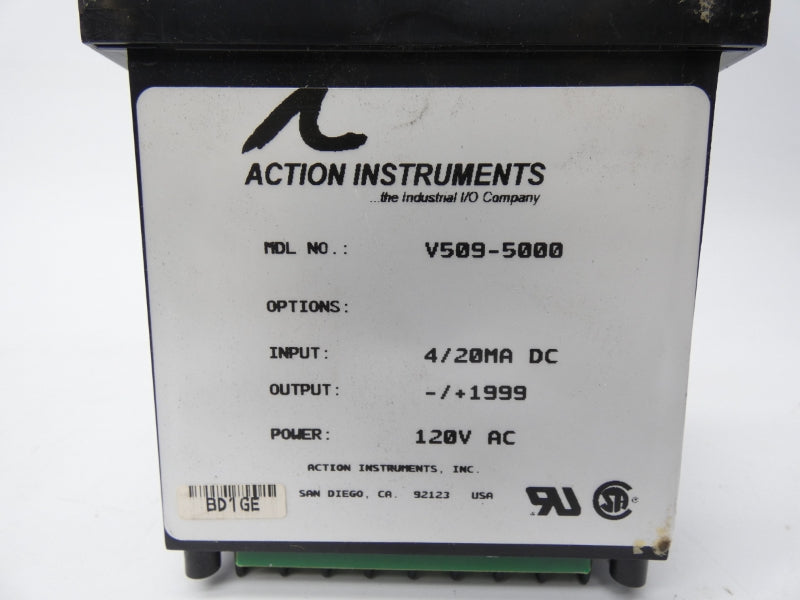 ACTION INSTRUMENTS
...the Industrial I/O Company
MDL NO.: V509-5000
OPTIONS:
INPUT: 4/20MA DC
OUTPUT: -/+1999
POWER: 120V AC
ACTION INSTRUMENTS, INC.
SAN DIEGO, CA. 92123 USA
BD1GE